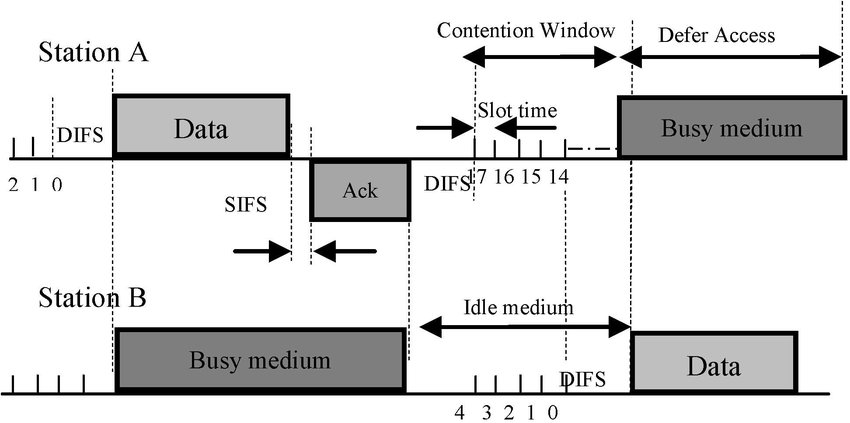 Contention Window
Defer Access
Station A
DIFS
Data
Slot time
Busy medium
2 1 0
DIFS
17 16 15 14
SIFS
Ack
Station B
Idle medium
Busy medium
DIFS
Data
4 3 2 1 0